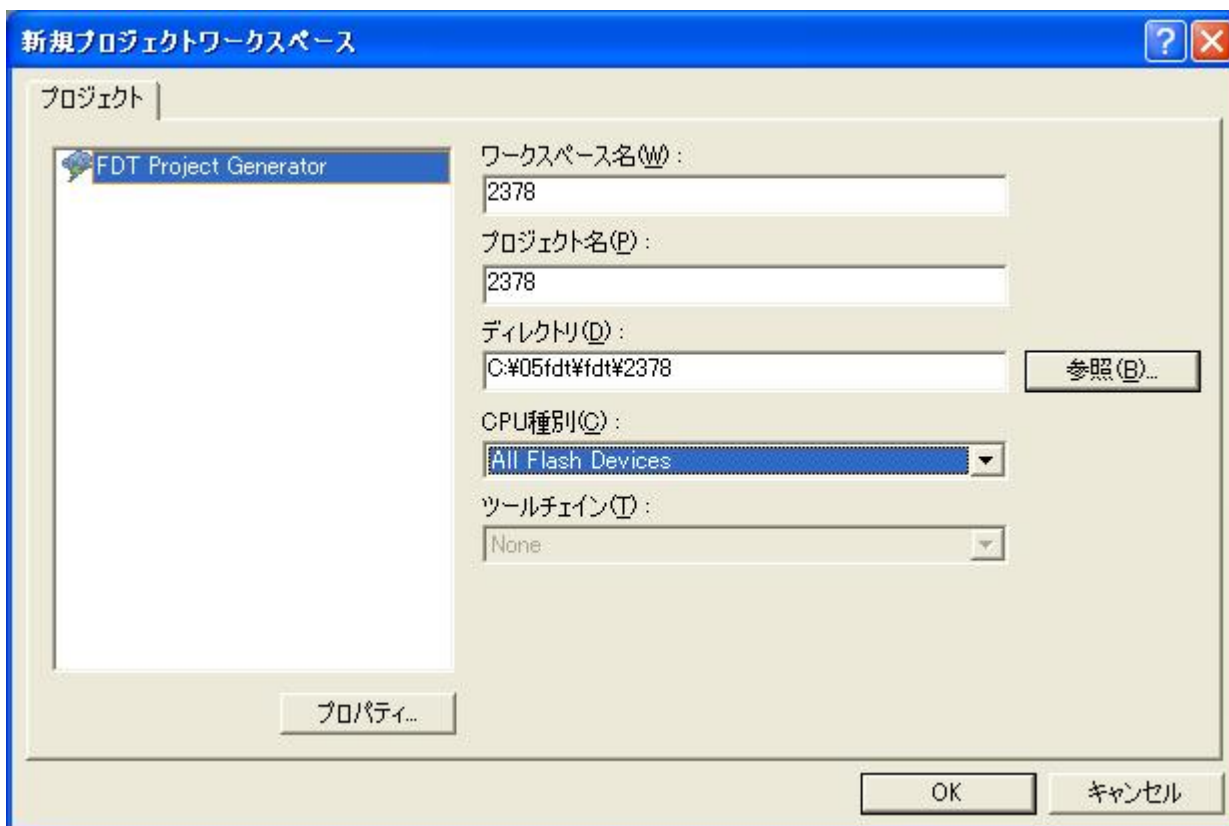 新規プロジェクトワークスペース
プロジェクト
FDT Project Generator
ワークスペース名(W) :
2378
プロジェクト名(P) :
2378
ディレクトリ(D) :
C:¥05fdt¥fdt¥2378
参照(B)...
CPU種別(C) :
All Flash Devices
ツールチェイン(T) :
None
プロパティ...
OK
キャンセル